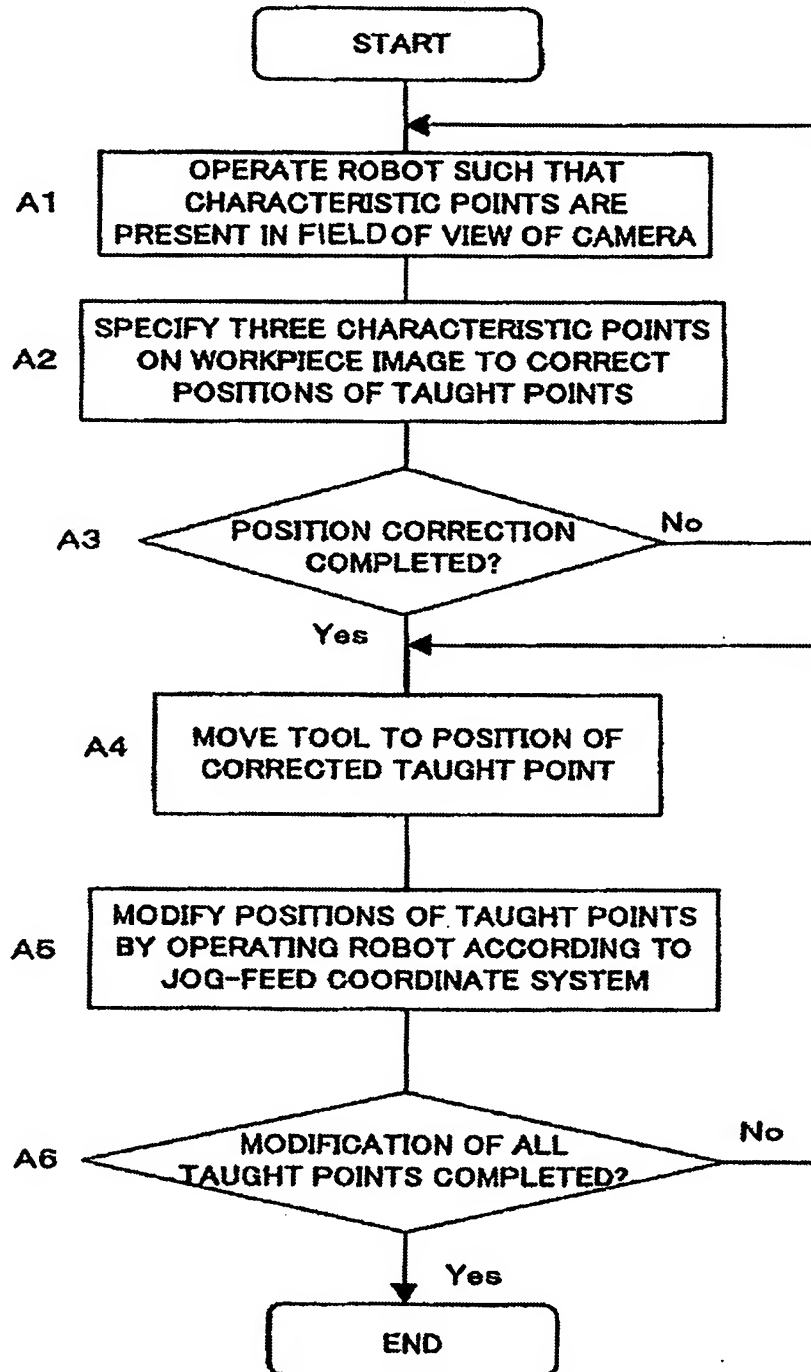 START
A1
OPERATE ROBOT SUCH THAT
CHARACTERISTIC POINTS ARE
PRESENT IN FIELD OF VIEW OF CAMERA
A2
SPECIFY THREE CHARACTERISTIC POINTS
ON WORKPIECE IMAGE TO CORRECT
POSITIONS OF TAUGHT POINTS
A3
POSITION CORRECTION
COMPLETED?
No
Yes
A4
MOVE TOOL TO POSITION OF
CORRECTED TAUGHT POINT
A5
MODIFY POSITIONS OF TAUGHT POINTS
BY OPERATING ROBOT ACCORDING TO
JOG-FEED COORDINATE SYSTEM
A6
MODIFICATION OF ALL
TAUGHT POINTS COMPLETED?
No
Yes
END